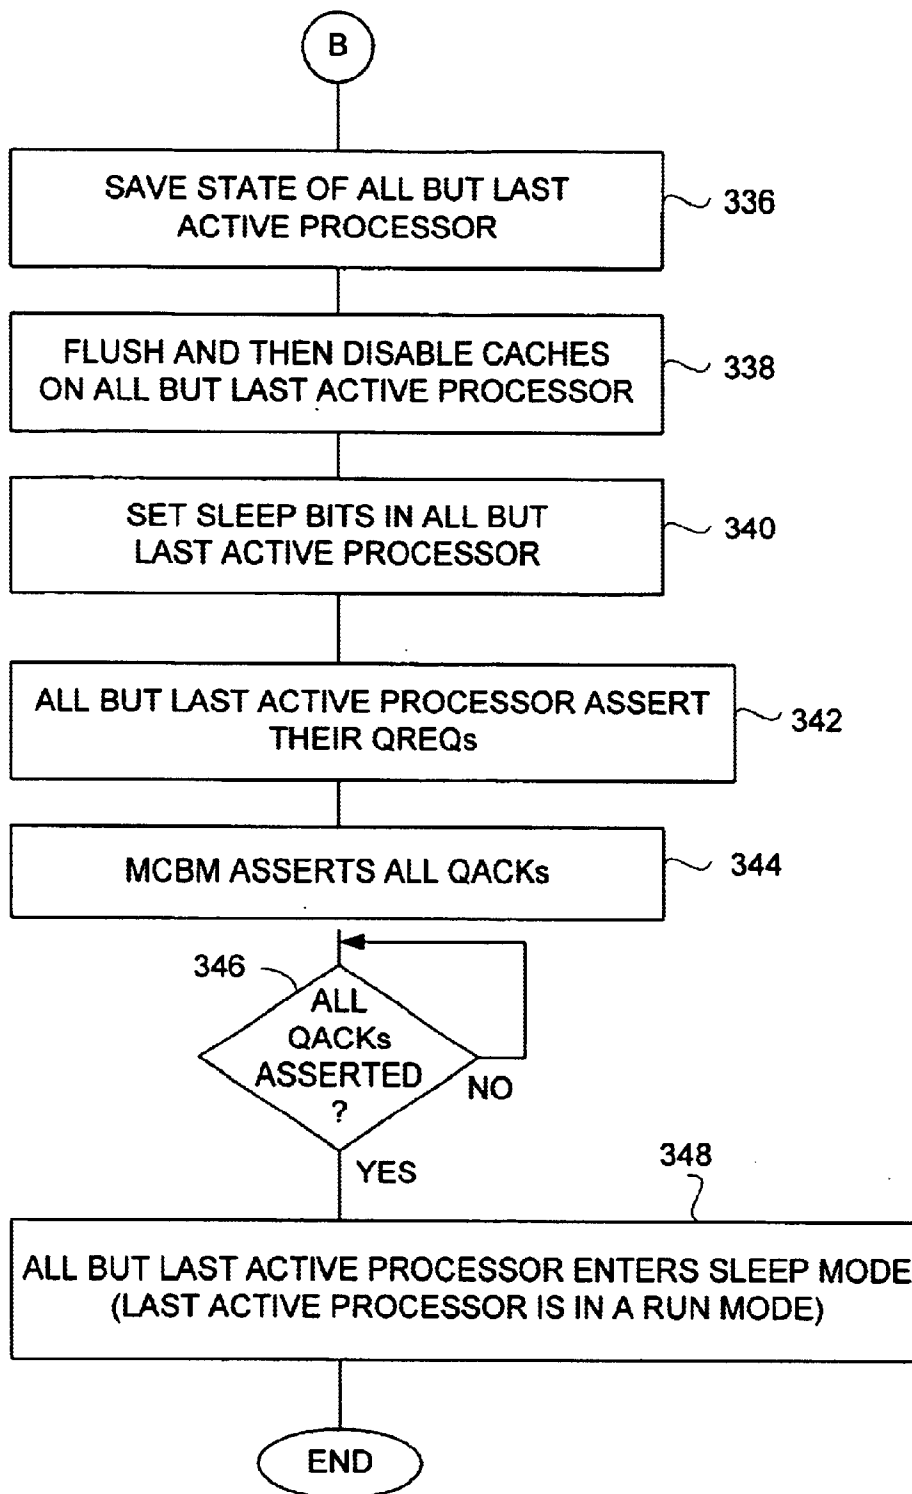 B
SAVE STATE OF ALL BUT LAST
ACTIVE PROCESSOR
336
FLUSH AND THEN DISABLE CACHES
ON ALL BUT LAST ACTIVE PROCESSOR
338
SET SLEEP BITS IN ALL BUT
LAST ACTIVE PROCESSOR
340
ALL BUT LAST ACTIVE PROCESSOR ASSERT
THEIR QREQs
342
MCBM ASSERTS ALL QACKs
344
346
ALL
QACKs
ASSERTED
?
NO
YES
348
ALL BUT LAST ACTIVE PROCESSOR ENTERS SLEEP MODE
(LAST ACTIVE PROCESSOR IS IN A RUN MODE)
END